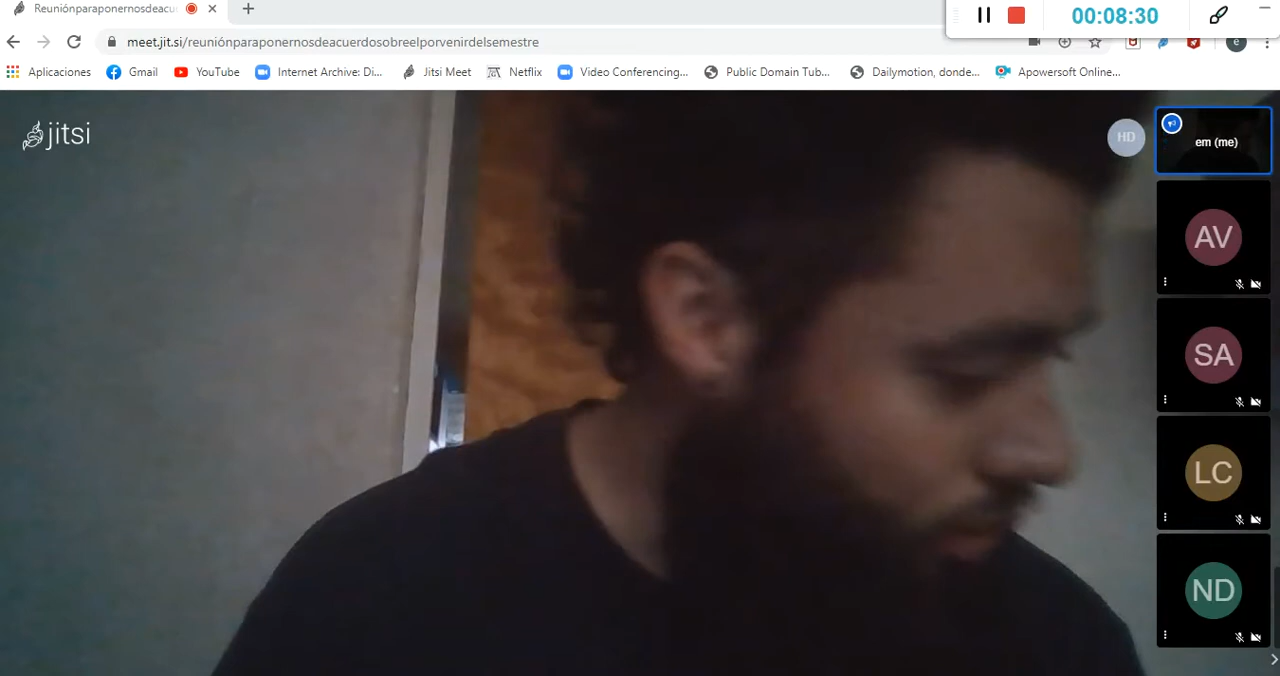 Reuniónparaponernosdeacue
00:08:30
meet.jit.si/reuniónparaponernosdeacuerdosobreelporvenirdelsemestre
e
Aplicaciones Gmail YouTube Internet Archive: Di... Jitsi Meet Netflix Video Conferencing... Public Domain Tub... Dailymotion, donde... Apowersoft Online...
jitsi
HD
em (me)
AV
SA
LC
ND